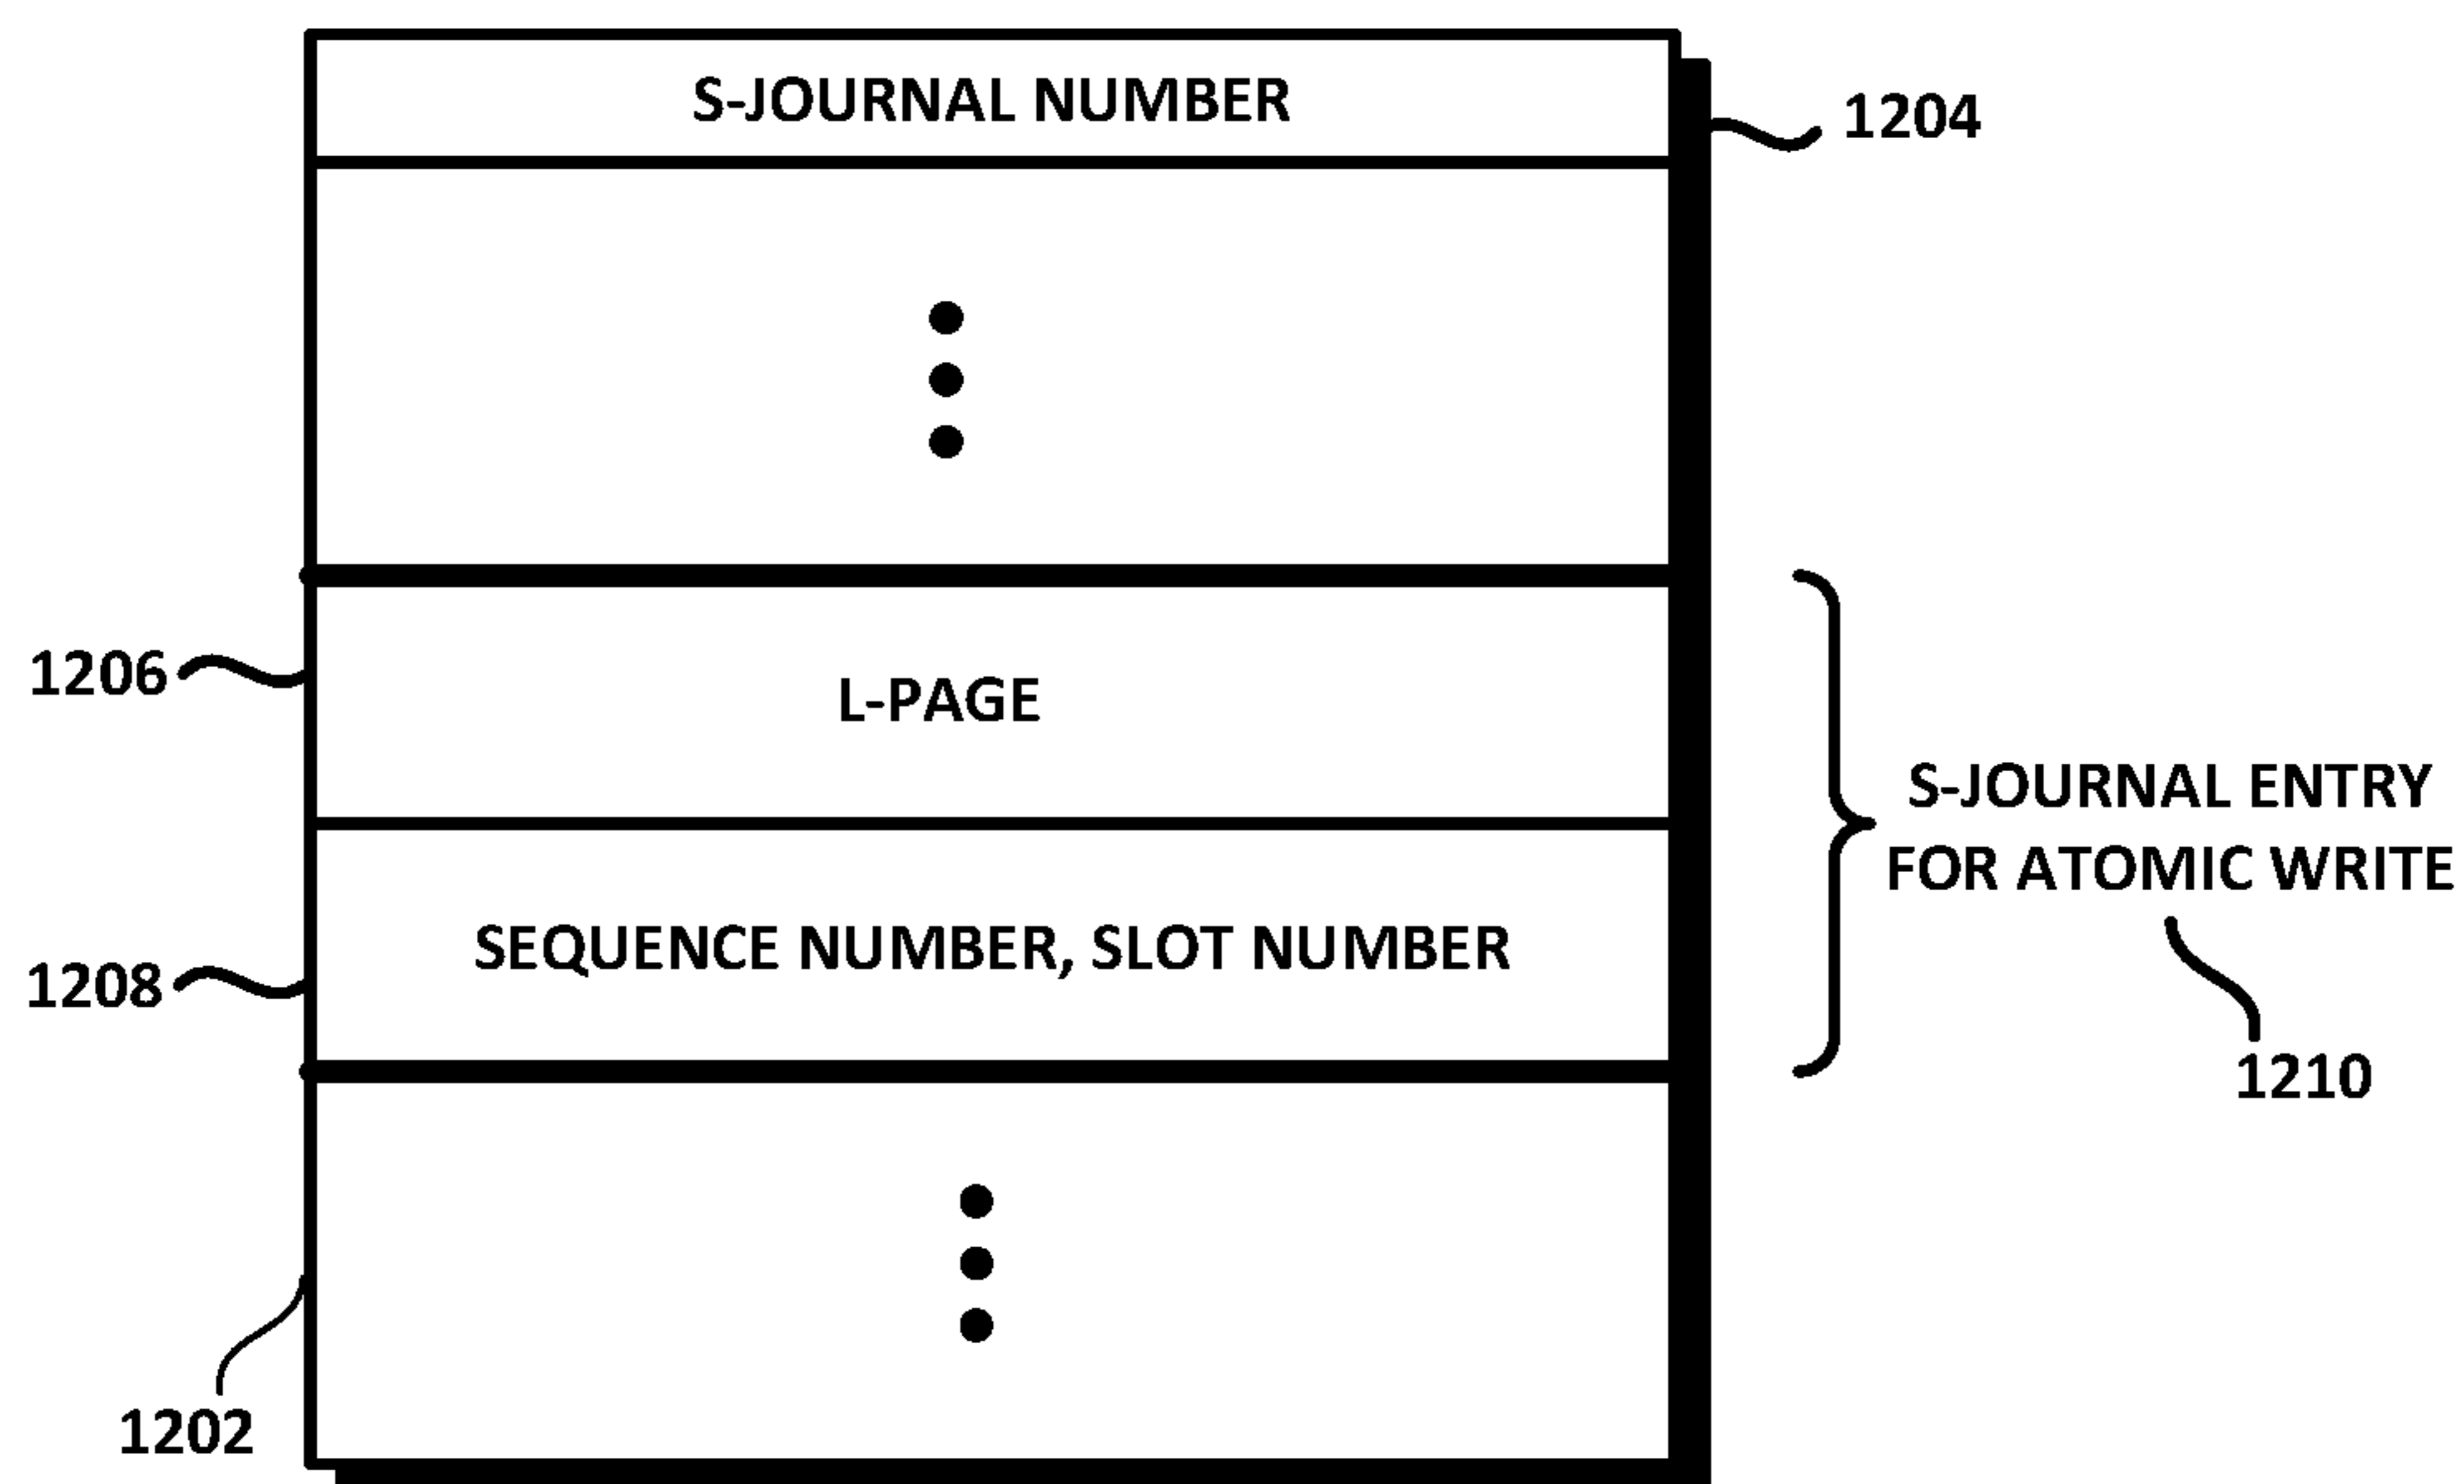 S-JOURNAL NUMBER
1204
1206
L-PAGE
S-JOURNAL ENTRY
FOR ATOMIC WRITE
SEQUENCE NUMBER, SLOT NUMBER
1208
1210
1202